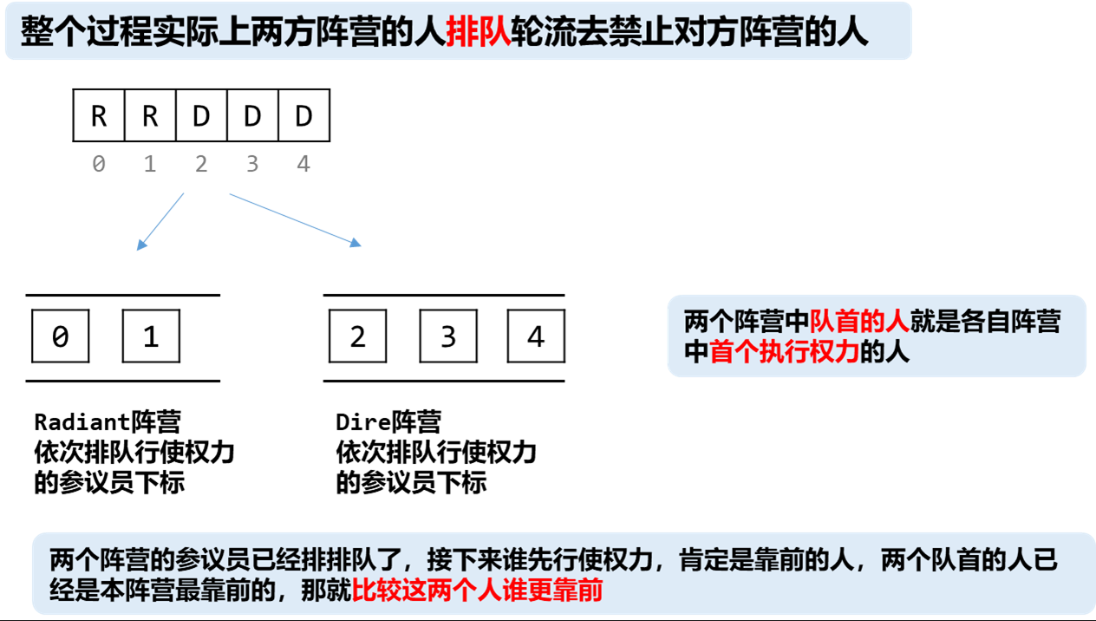 整个过程实际上两方阵营的人排队轮流去禁止对方阵营的人
R R D D D
0 1 2 3 4
0 1 2 3 4
两个阵营中队首的人就是各自阵营
中首个执行权力的人
Radiant阵营
依次排队行使权力
的参议员下标
Dire阵营
依次排队行使权力
的参议员下标
两个阵营的参议员已经排排队了，接下来谁先行使权力，肯定是靠前的人，两个队首的人已
经是本阵营最靠前的，那就比较这两个人谁更靠前